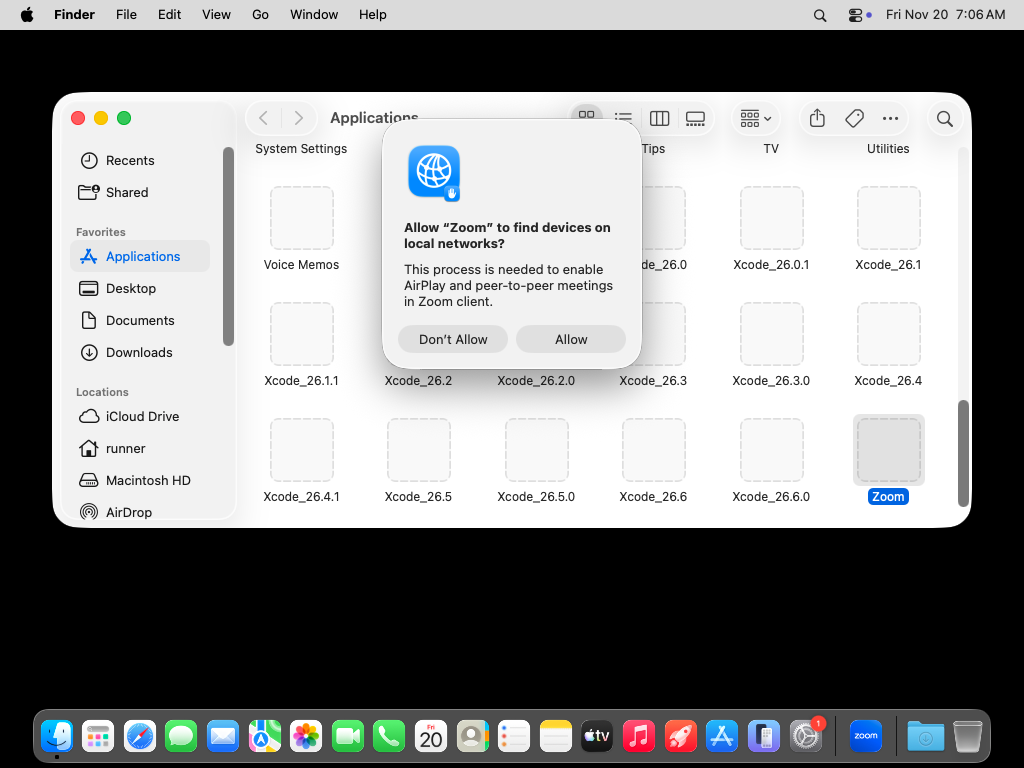 Finder File Edit View Go Window Help Fri Nov 20 7:06 AM
Applications
Recents
Shared
Favorites
Applications
Desktop
Documents
Downloads
Locations
iCloud Drive
runner
Macintosh HD
AirDrop
System Settings Tips TV Utilities
Voice Memos de_26.0 Xcode_26.0.1 Xcode_26.1
Xcode_26.1.1 Xcode_26.2 Xcode_26.2.0 Xcode_26.3 Xcode_26.3.0 Xcode_26.4
Xcode_26.4.1 Xcode_26.5 Xcode_26.5.0 Xcode_26.6 Xcode_26.6.0 Zoom
Allow “Zoom” to find devices on
local networks?
This process is needed to enable
AirPlay and peer-to-peer meetings
in Zoom client.
Don't Allow Allow
Fri
20
tv
1
zoom